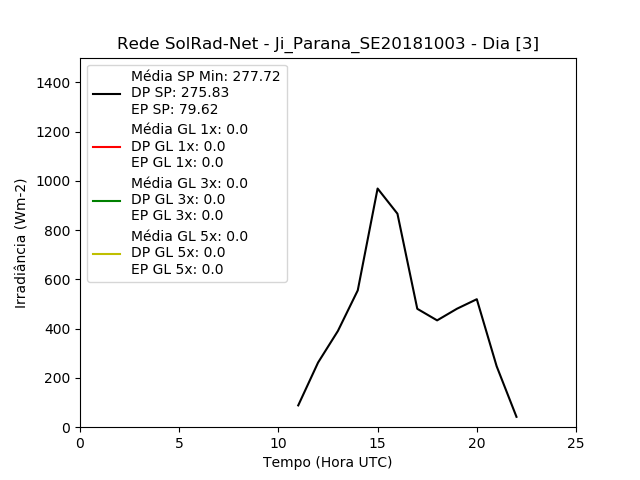 Rede SolRad-Net - Ji_Parana_SE20181003 - Dia [3]
Média SP Min: 277.72
DP SP: 275.83
EP SP: 79.62
Média GL 1x: 0.0
DP GL 1x: 0.0
EP GL 1x: 0.0
Média GL 3x: 0.0
DP GL 3x: 0.0
EP GL 3x: 0.0
Média GL 5x: 0.0
DP GL 5x: 0.0
EP GL 5x: 0.0
Irradiância (Wm-2)
1400
1200
1000
800
600
400
200
0
0 5 10 15 20 25
Tempo (Hora UTC)